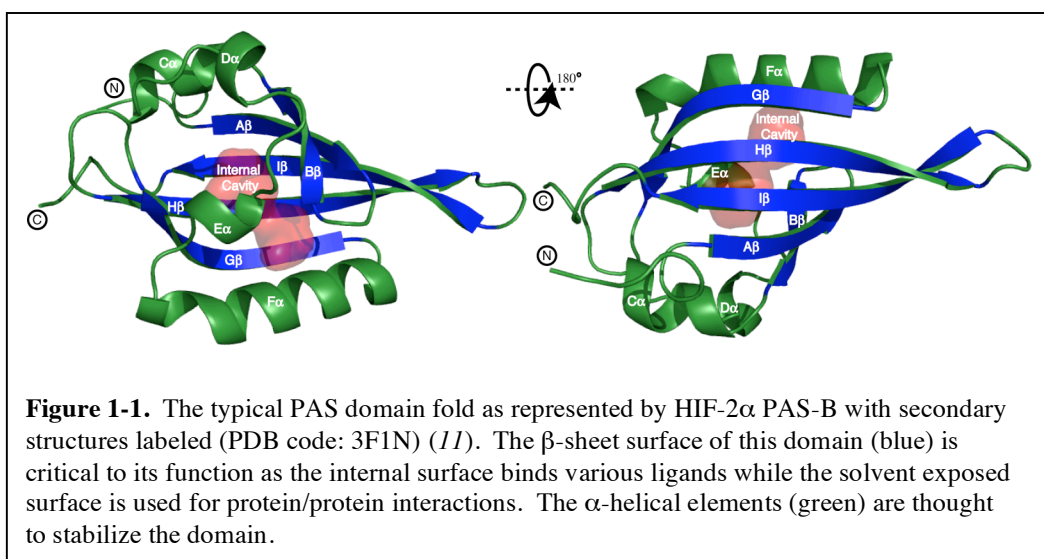 Cα
Dα
N
Aβ
Internal
Cavity
Iβ
Bβ
Hβ
Eα
Gβ
Fα
C
180°
Fα
Gβ
Internal
Cavity
Hβ
Eα
Iβ
Bβ
Aβ
C
N
Cα
Dα
Figure 1-1. The typical PAS domain fold as represented by HIF-2α PAS-B with secondary
structures labeled (PDB code: 3F1N) (11). The β-sheet surface of this domain (blue) is
critical to its function as the internal surface binds various ligands while the solvent exposed
surface is used for protein/protein interactions. The α-helical elements (green) are thought
to stabilize the domain.